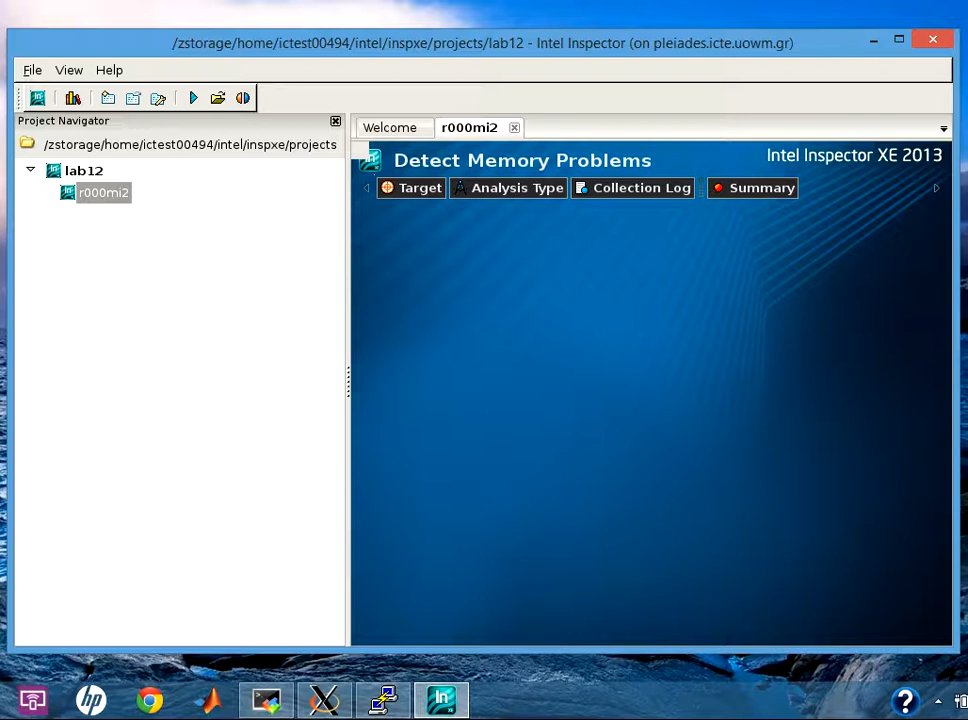 /zstorage/home/ictest00494/intel/inspxe/projects/lab12 - Intel Inspector (on pleiades.icte.uowm.gr)
File View Help
Project Navigator
/zstorage/home/ictest00494/intel/inspxe/projects
lab12
r000mi2
Welcome r000mi2
Detect Memory Problems
Intel Inspector XE 2013
Target Analysis Type Collection Log Summary
hp
In
?